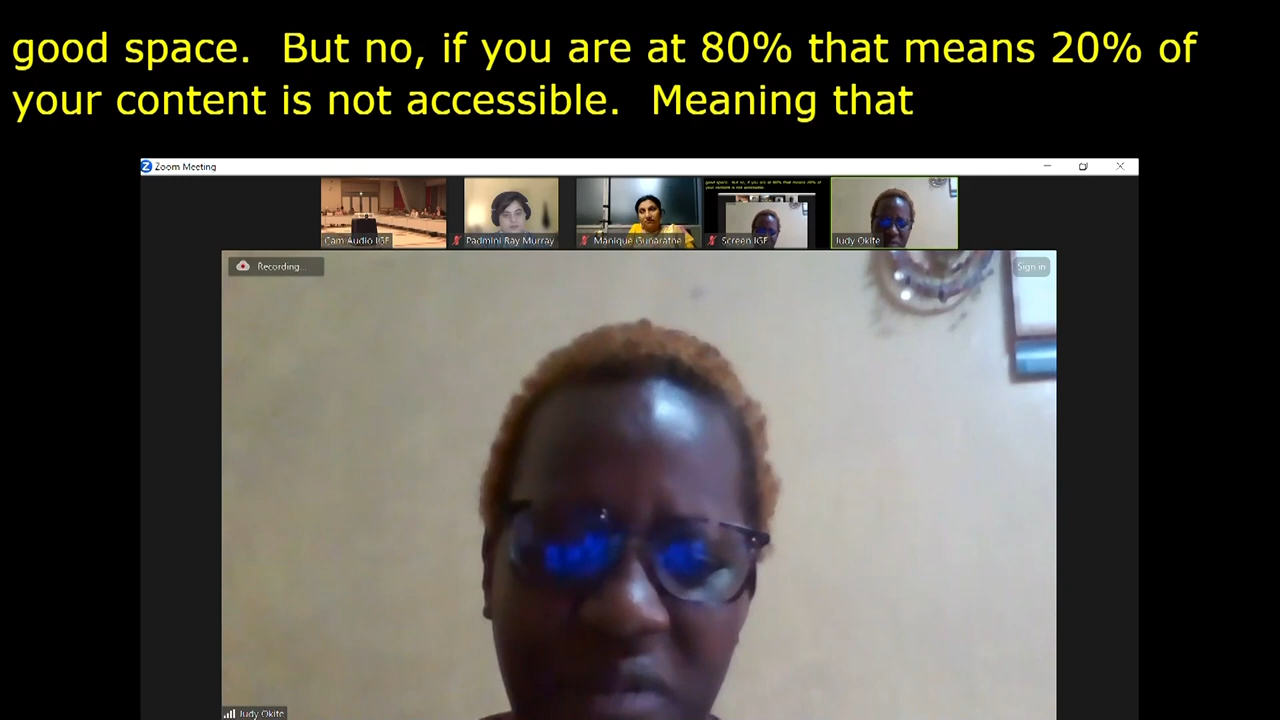 good space.  But no, if you are at 80% that means 20% of
your content is not accessible.  Meaning that
Zoom Meeting
Cam Audio IGF
Padmini Ray Murray
Manique Gunaratne
Screen IGF
Judy Okite
Recording...
Sign in
Judy Okite